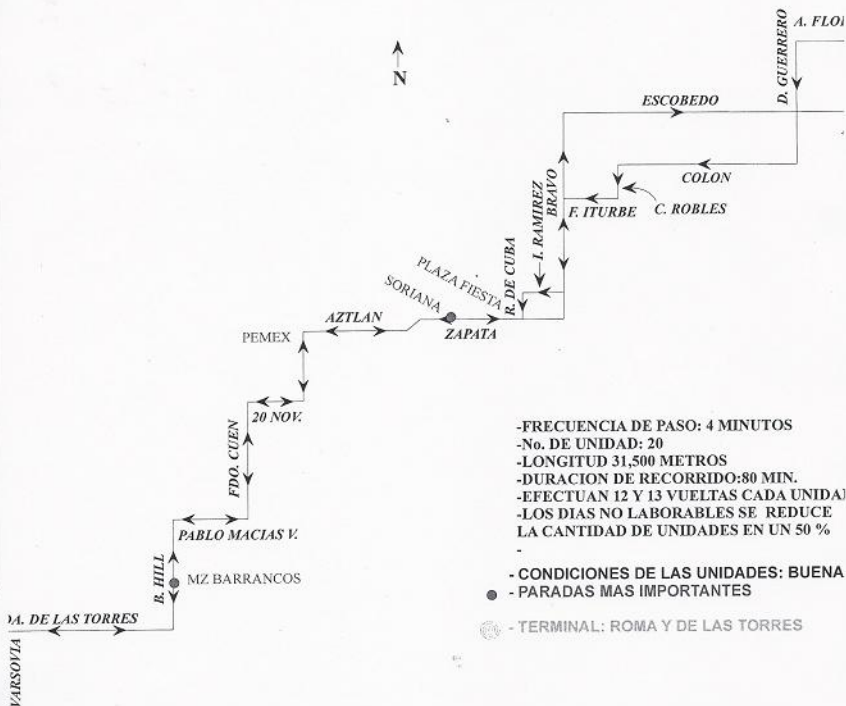 A. FLO
D. GUERRERO
N
ESCOBEDO
COLON
BRAVO
I. RAMIREZ
F. ITURBE
C. ROBLES
R. DE CUBA
PLAZA FIESTA
SORIANA
AZTLAN
ZAPATA
PEMEX
20 NOV.
FDO. CUEN
PABLO MACIAS V.
B. HILL
MZ BARRANCOS
DA. DE LAS TORRES
VARSOVIA
-FRECUENCIA DE PASO: 4 MINUTOS
-No. DE UNIDAD: 20
-LONGITUD 31,500 METROS
-DURACION DE RECORRIDO:80 MIN.
-EFECTUAN 12 Y 13 VUELTAS CADA UNIDA
-LOS DIAS NO LABORABLES SE REDUCE
LA CANTIDAD DE UNIDADES EN UN 50 %
-
- CONDICIONES DE LAS UNIDADES: BUENA
- PARADAS MAS IMPORTANTES
- TERMINAL: ROMA Y DE LAS TORRES